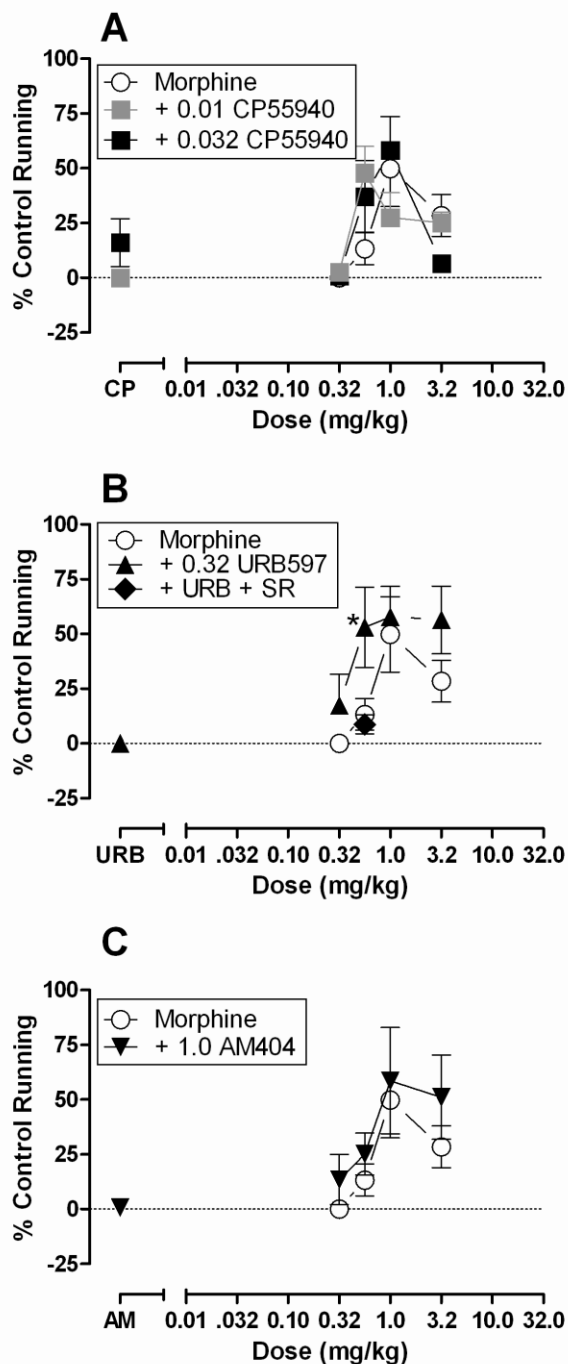 A
100
75
50
25
0
-25
% Control Running
Morphine
+ 0.01 CP55940
+ 0.032 CP55940
CP 0.01 .032 0.10 0.32 1.0 3.2 10.0 32.0
Dose (mg/kg)
B
100
75
50
25
0
-25
% Control Running
Morphine
+ 0.32 URB597
+ URB + SR
*
URB 0.01 .032 0.10 0.32 1.0 3.2 10.0 32.0
Dose (mg/kg)
C
100
75
50
25
0
-25
% Control Running
Morphine
+ 1.0 AM404
AM 0.01 .032 0.10 0.32 1.0 3.2 10.0 32.0
Dose (mg/kg)